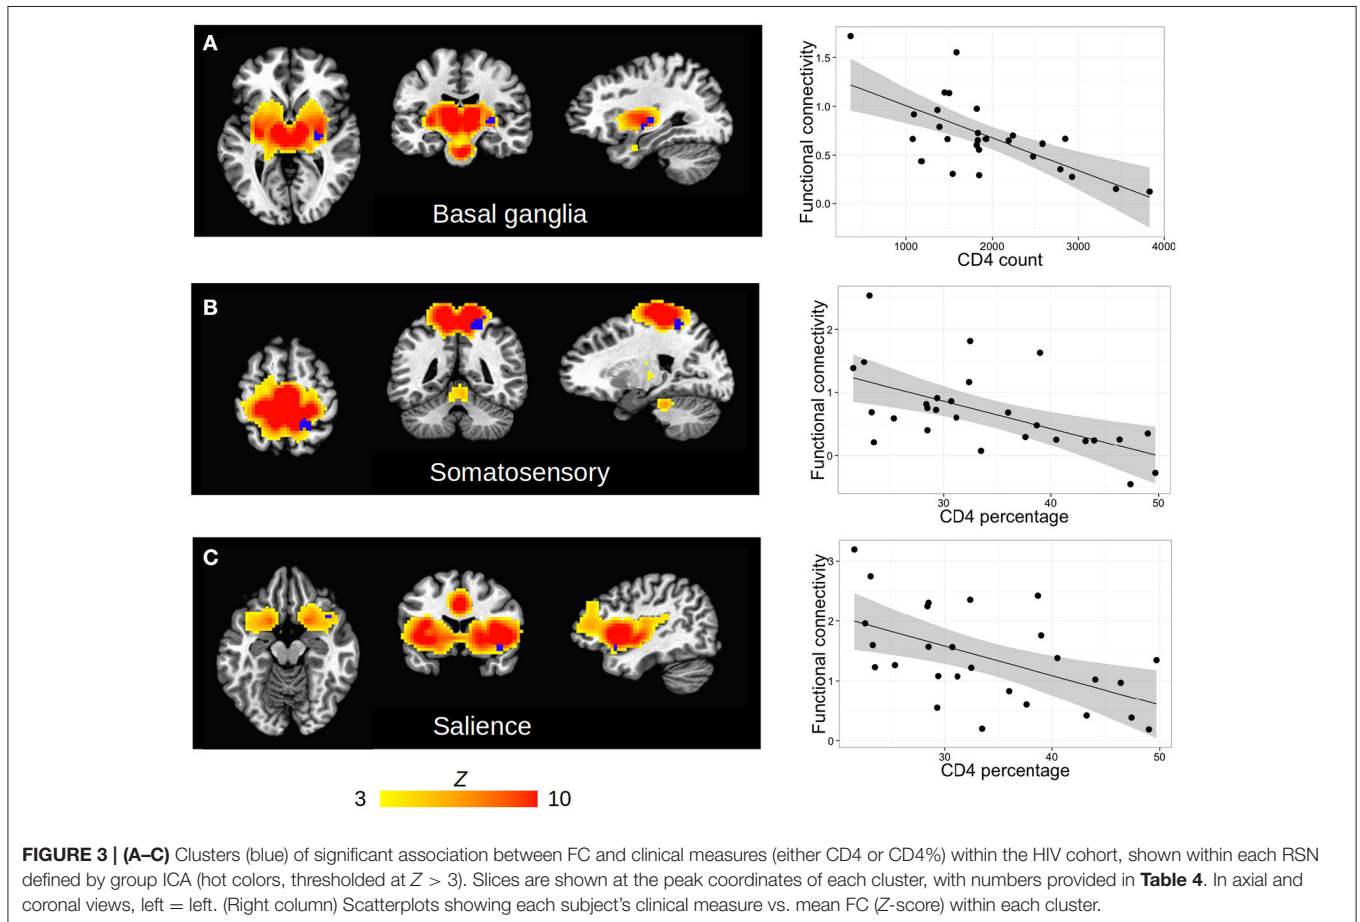 A
Basal ganglia
Functional connectivity
1.5
1.0
0.5
0.0
1000 2000 3000 4000
CD4 count
B
Somatosensory
Functional connectivity
2
1
0
30 40 50
CD4 percentage
C
Salience
Functional connectivity
3
2
1
0
30 40 50
CD4 percentage
Z
3 10
FIGURE 3 | (A–C) Clusters (blue) of significant association between FC and clinical measures (either CD4 or CD4%) within the HIV cohort, shown within each RSN
defined by group ICA (hot colors, thresholded at Z > 3). Slices are shown at the peak coordinates of each cluster, with numbers provided in Table 4. In axial and
coronal views, left = left. (Right column) Scatterplots showing each subject's clinical measure vs. mean FC (Z-score) within each cluster.